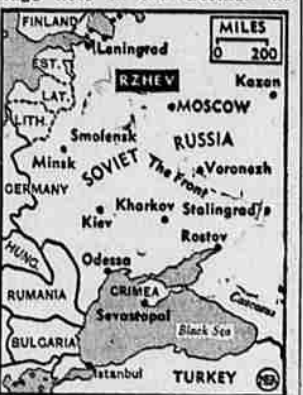 FINLAND
MILES
0 200
Leningrad
EST.
RZHEV
Kazan
LAT.
MOSCOW
LITH.
Smolensk
RUSSIA
Minsk
SOVIET
The Front
Voronezh
GERMANY
Kharkov
Stalingrad
Kiev
Rostov
HUNG.
Odessa
CRIMEA
RUMANIA
Caucasus
Sevastopol
Black Sea
BULGARIA
Istanbul
TURKEY
NEA